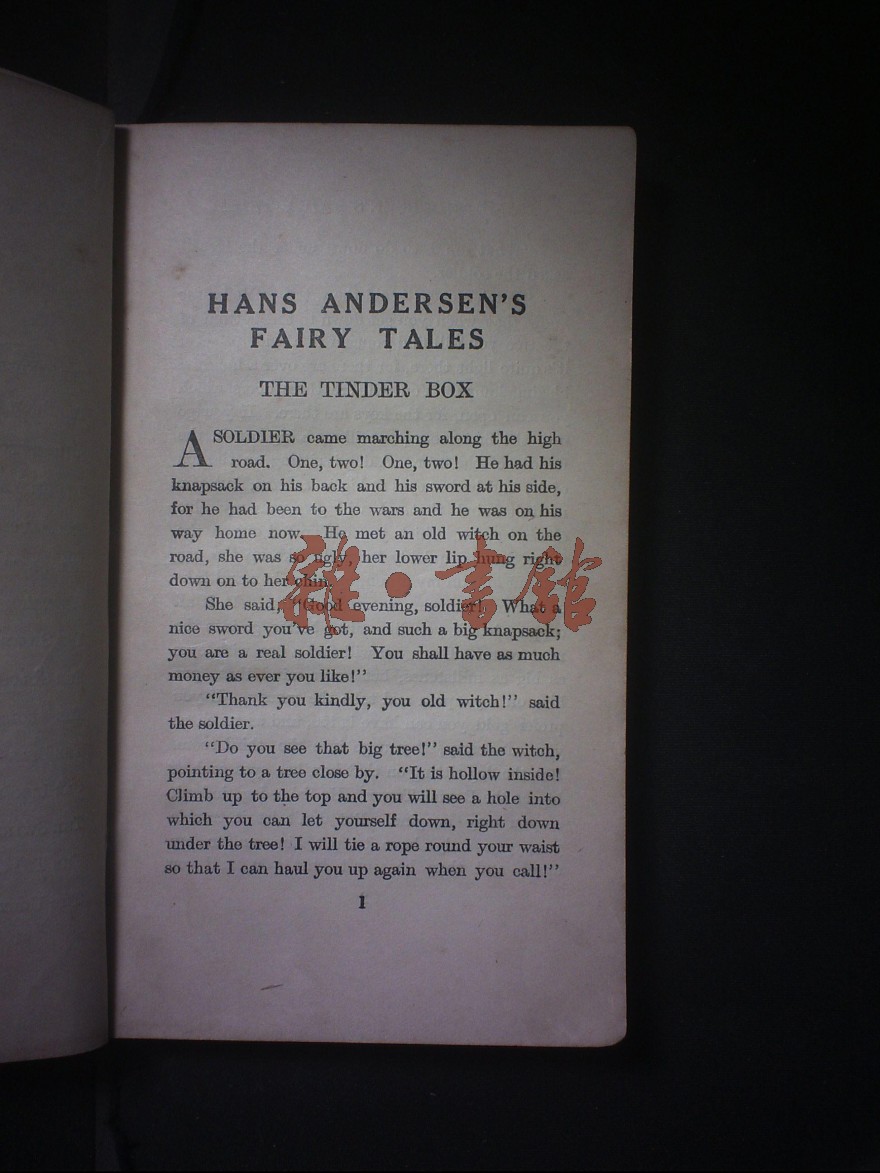 HANS ANDERSEN'S
FAIRY TALES
THE TINDER BOX
A SOLDIER came marching along the high
road. One, two! One, two! He had his
knapsack on his back and his sword at his side,
for he had been to the wars and he was on his
way home now. He met an old witch on the
road, she was so ugly, her lower lip hung right
down on to her chin.
She said, "Good evening, soldier! What a
nice sword you've got, and such a big knapsack;
you are a real soldier! You shall have as much
money as ever you like!"
"Thank you kindly, you old witch!" said
the soldier.
"Do you see that big tree!" said the witch,
pointing to a tree close by. "It is hollow inside!
Climb up to the top and you will see a hole into
which you can let yourself down, right down
under the tree! I will tie a rope round your waist
so that I can haul you up again when you call!"
1
雜·書館